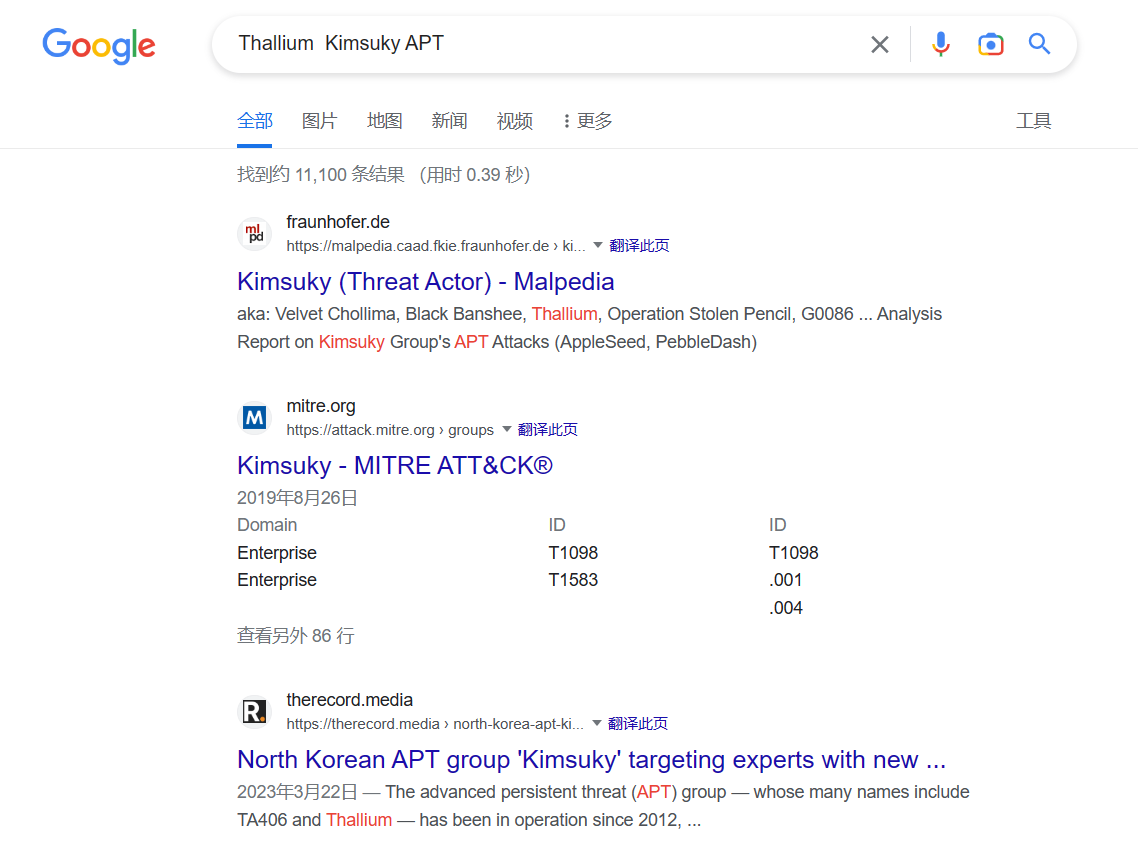 Google
Thallium Kimsuky APT
全部 图片 地图 新闻 视频 更多 工具
找到约 11,100 条结果 (用时 0.39 秒)
ml pd
fraunhofer.de
https://malpedia.caad.fkie.fraunhofer.de › ki... 翻译此页
Kimsuky (Threat Actor) - Malpedia
aka: Velvet Chollima, Black Banshee, Thallium, Operation Stolen Pencil, G0086 ... Analysis
Report on Kimsuky Group's APT Attacks (AppleSeed, PebbleDash)
M
mitre.org
https://attack.mitre.org › groups 翻译此页
Kimsuky - MITRE ATT&CK®
2019年8月26日
Domain ID ID
Enterprise T1098 T1098
Enterprise T1583 .001
.004
查看另外 86 行
R.
therecord.media
https://therecord.media › north-korea-apt-ki... 翻译此页
North Korean APT group 'Kimsuky' targeting experts with new ...
2023年3月22日 — The advanced persistent threat (APT) group — whose many names include
TA406 and Thallium — has been in operation since 2012, ...